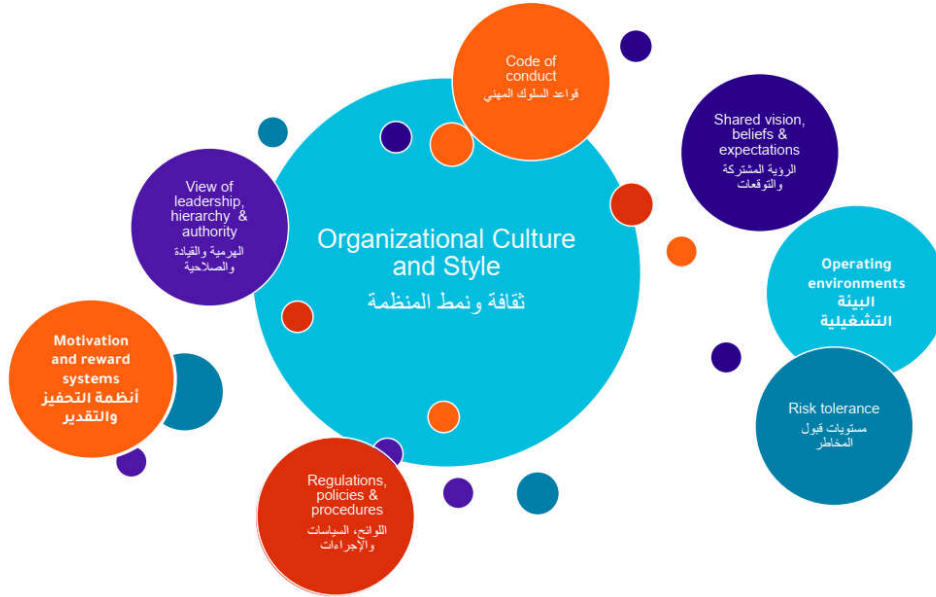 Code of
conduct
قواعد السلوك المهني
Shared vision,
beliefs &
expectations
الرؤية المشتركة
والتوقعات
View of
leadership,
hierarchy &
authority
الهرمية والقيادة
والصلاحية
Organizational Culture
and Style
ثقافة ونمط المنظمة
Operating
environments
البيئة
التشغيلية
Motivation
and reward
systems
أنظمة التحفيز
والتقدير
Risk tolerance
مستويات قبول
المخاطر
Regulations,
policies &
procedures
اللوائح، السياسات
والإجراءات